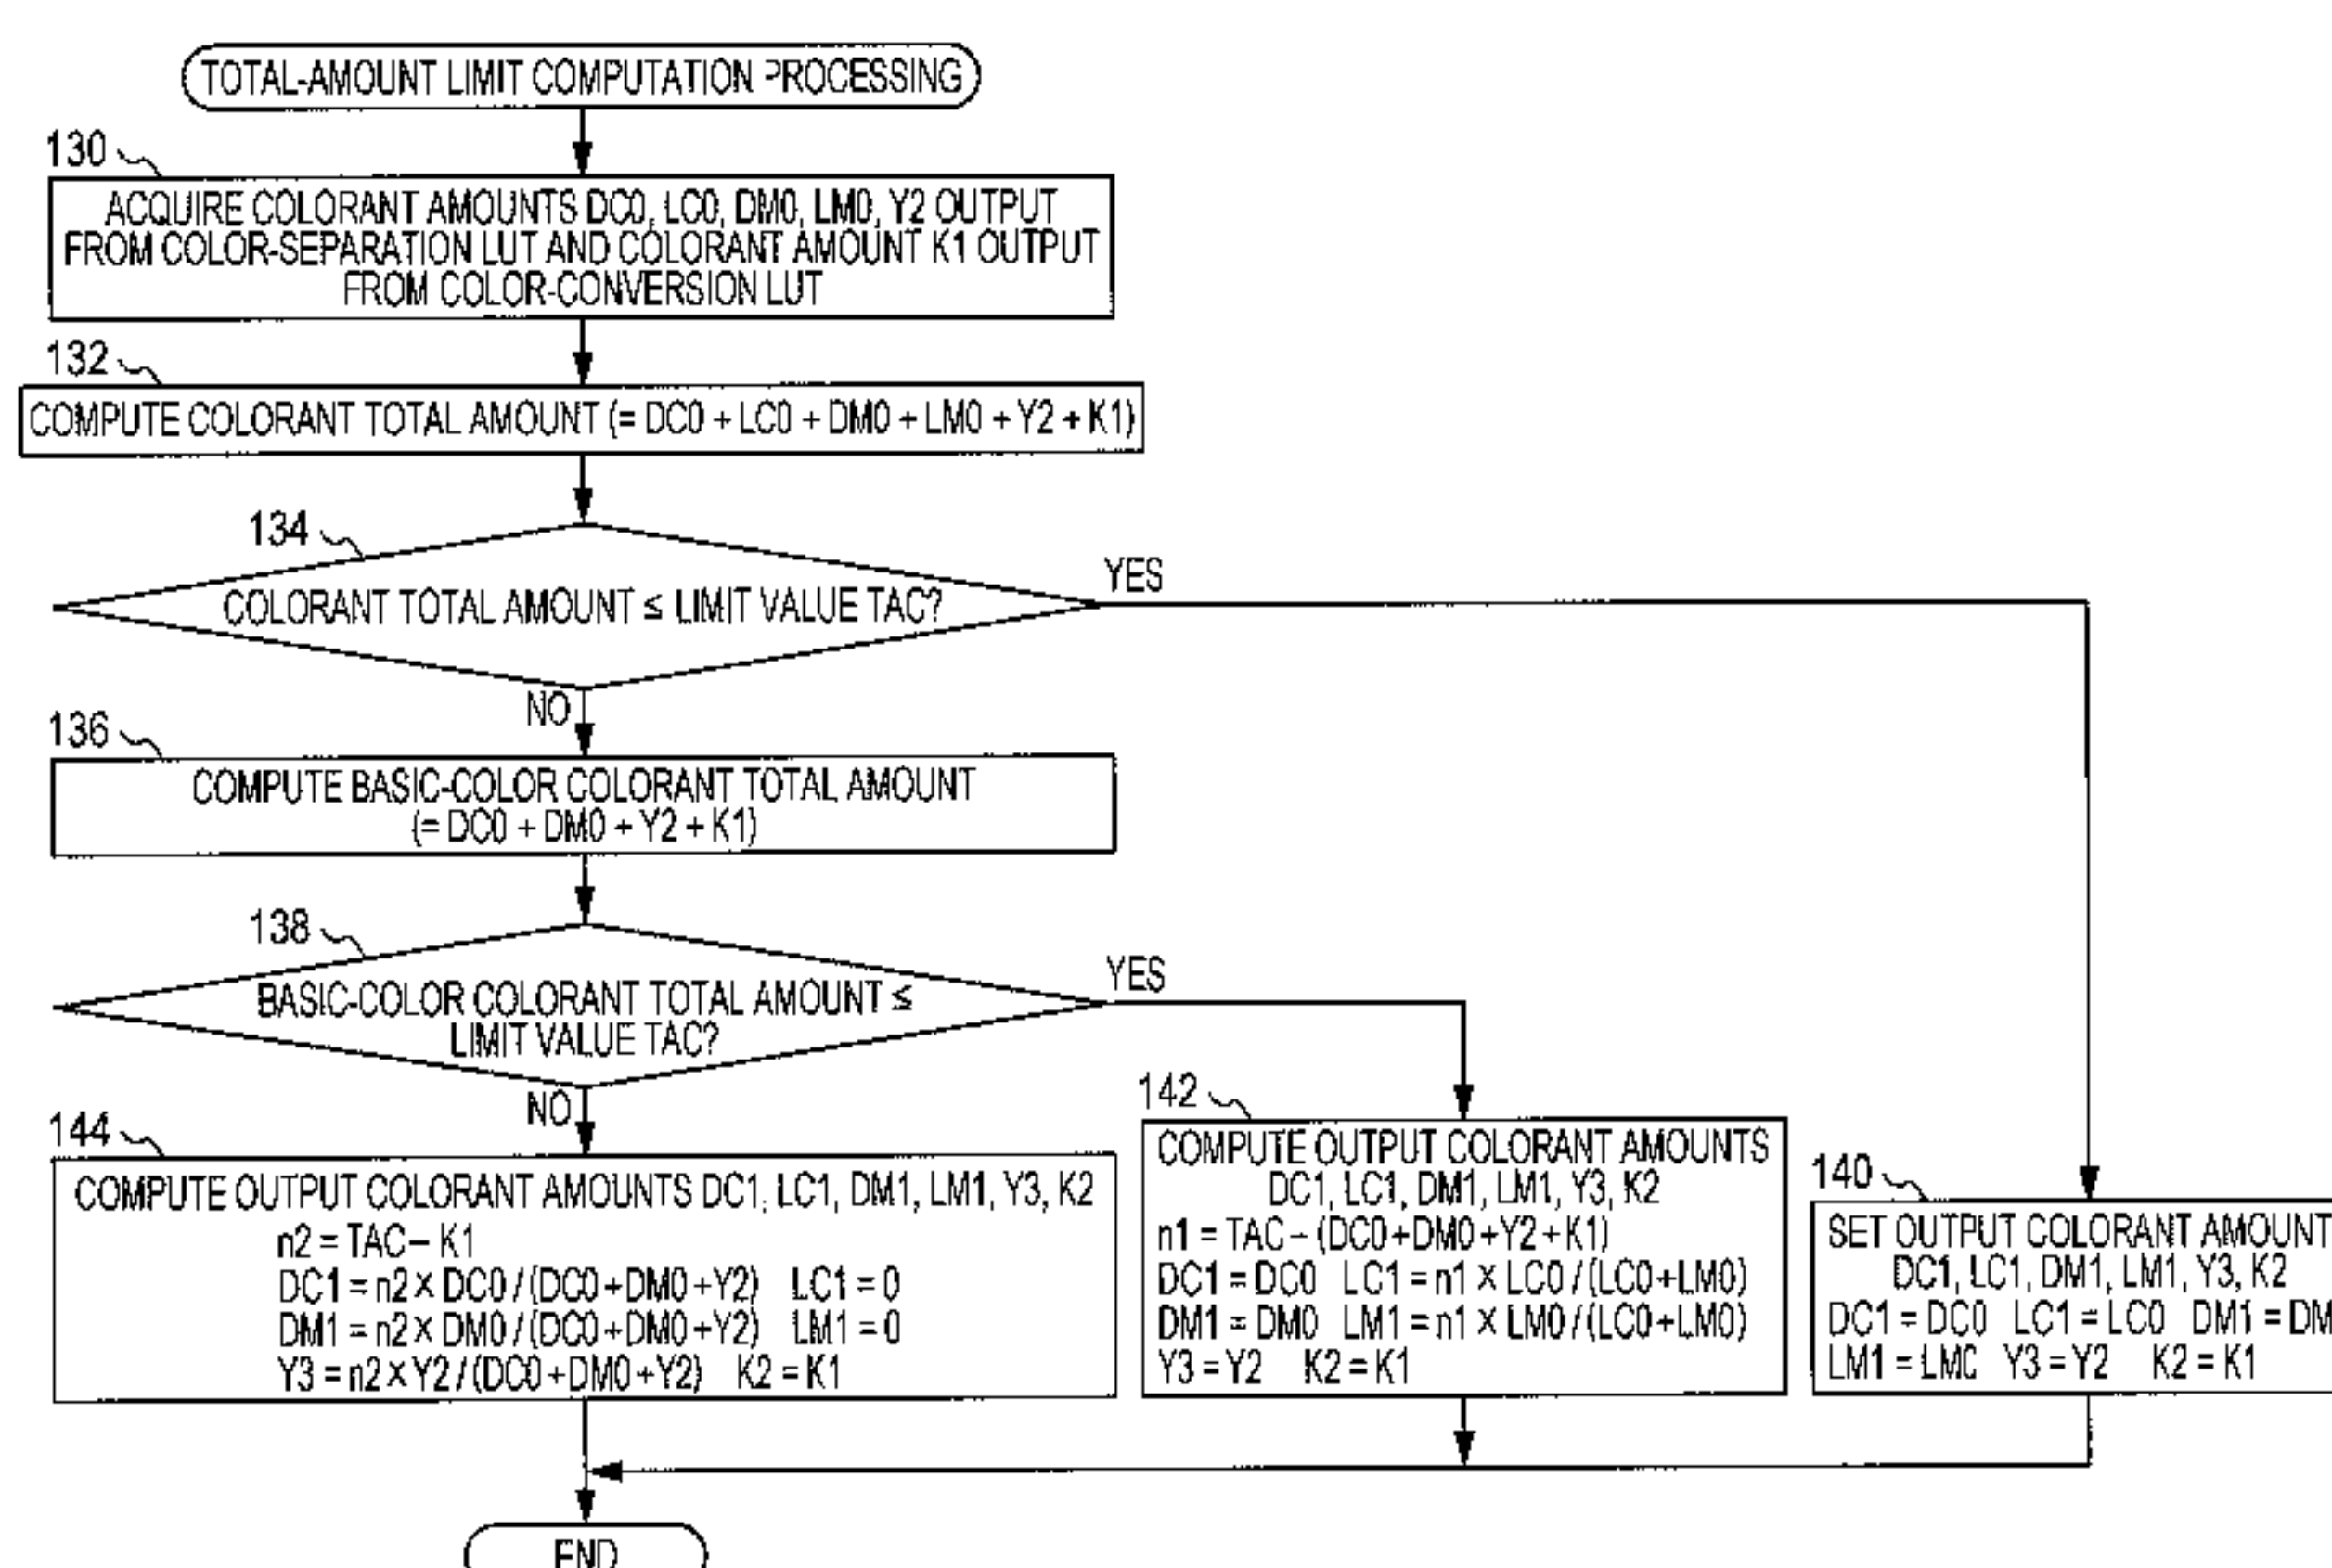 TOTAL-AMOUNT LIMIT COMPUTATION PROCESSING
130
ACQUIRE COLORANT AMOUNTS DC0, LC0, DM0, LM0, Y2 OUTPUT
FROM COLOR-SEPARATION LUT AND COLORANT AMOUNT K1 OUTPUT
FROM COLOR-CONVERSION LUT
132
COMPUTE COLORANT TOTAL AMOUNT (= DC0 + LC0 + DM0 + LM0 + Y2 + K1)
134
COLORANT TOTAL AMOUNT ≤ LIMIT VALUE TAC?
YES
NO
136
COMPUTE BASIC-COLOR COLORANT TOTAL AMOUNT
(= DC0 + DM0 + Y2 + K1)
138
BASIC-COLOR COLORANT TOTAL AMOUNT ≤
LIMIT VALUE TAC?
YES
NO
144
COMPUTE OUTPUT COLORANT AMOUNTS DC1, LC1, DM1, LM1, Y3, K2
n2 = TAC – K1
DC1 = n2 × DC0 / (DC0 + DM0 + Y2) LC1 = 0
DM1 = n2 × DM0 / (DC0 + DM0 + Y2) LM1 = 0
Y3 = n2 × Y2 / (DC0 + DM0 + Y2) K2 = K1
142
COMPUTE OUTPUT COLORANT AMOUNTS
DC1, LC1, DM1, LM1, Y3, K2
n1 = TAC – (DC0 + DM0 + Y2 + K1)
DC1 = DC0 LC1 = n1 × LC0 / (LC0 + LM0)
DM1 = DM0 LM1 = n1 × LM0 / (LC0 + LM0)
Y3 = Y2 K2 = K1
140
SET OUTPUT COLORANT AMOUNT
DC1, LC1, DM1, LM1, Y3, K2
DC1 = DC0 LC1 = LC0 DM1 = DM
LM1 = LM0 Y3 = Y2 K2 = K1
END